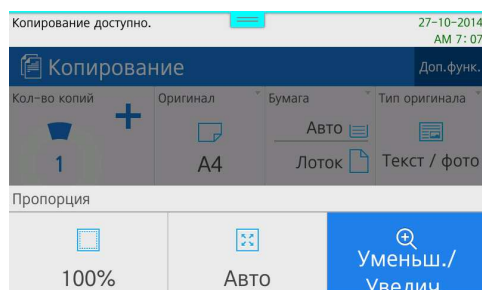 Копирование доступно.
27-10-2014
AM 7:07
Копирование
Доп.функ.
Кол-во копий
Оригинал
Бумага
Тип оригинала
Авто
1
A4
Лоток
Текст / фото
Пропорция
100%
Авто
Уменьш./
Увелич.